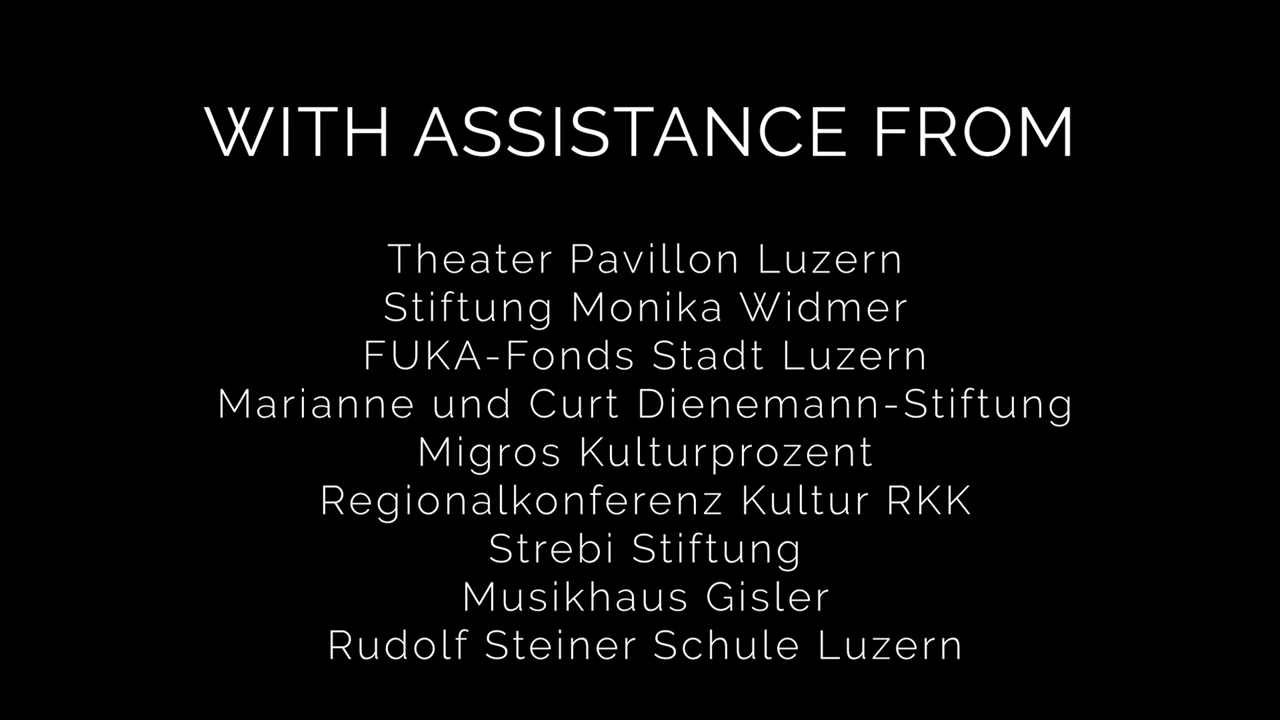 WITH ASSISTANCE FROM
Theater Pavillon Luzern
Stiftung Monika Widmer
FUKA-Fonds Stadt Luzern
Marianne und Curt Dienemann-Stiftung
Migros Kulturprozent
Regionalkonferenz Kultur RKK
Strebi Stiftung
Musikhaus Gisler
Rudolf Steiner Schule Luzern